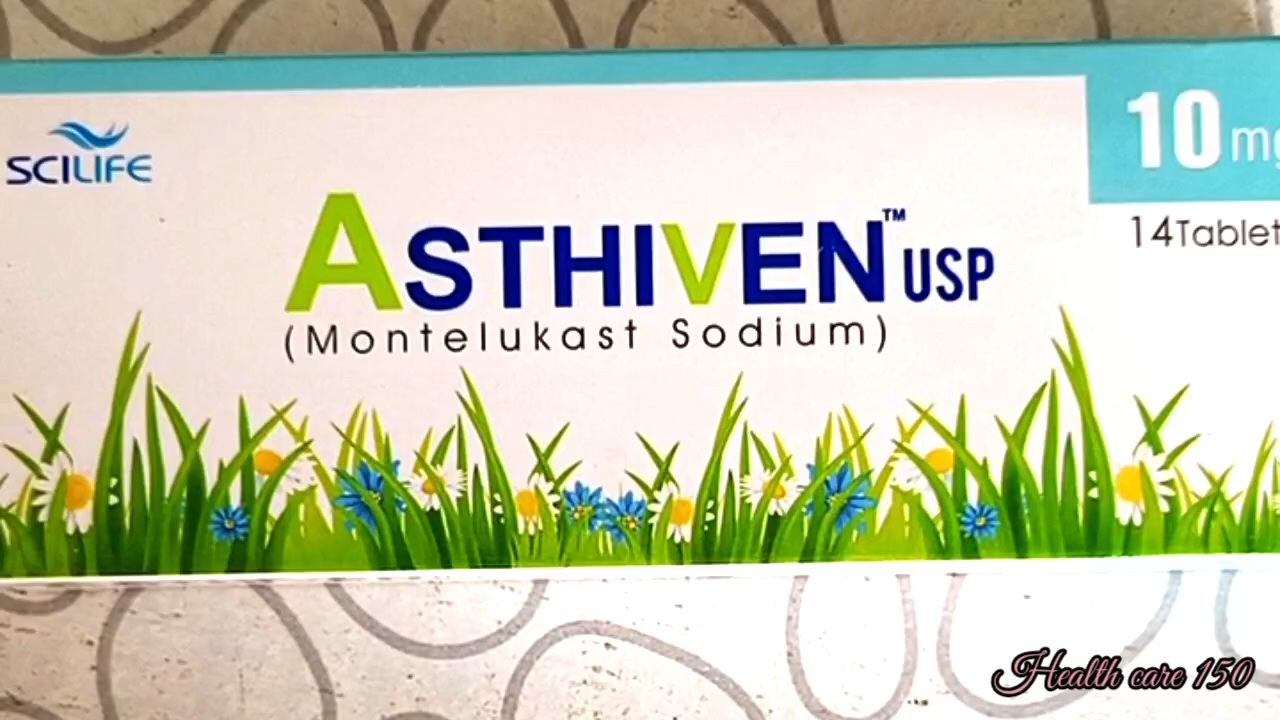 SCILIFE
10 mg
14 Tablet
ASTHIVEN™ USP
(Montelukast Sodium)
Health care 150